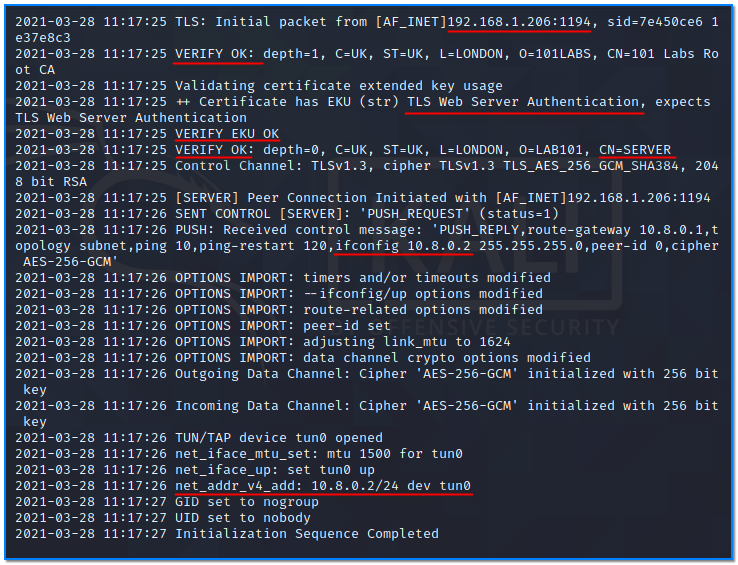 2021-03-28 11:17:25 TLS: Initial packet from [AF_INET]192.168.1.206:1194, sid=7e450ce6 1
e37e8c3
2021-03-28 11:17:25 VERIFY OK: depth=1, C=UK, ST=UK, L=LONDON, O=101LABS, CN=101 Labs Ro
ot CA
2021-03-28 11:17:25 Validating certificate extended key usage
2021-03-28 11:17:25 ++ Certificate has EKU (str) TLS Web Server Authentication, expects
TLS Web Server Authentication
2021-03-28 11:17:25 VERIFY EKU OK
2021-03-28 11:17:25 VERIFY OK: depth=0, C=UK, ST=UK, L=LONDON, O=LAB101, CN=SERVER
2021-03-28 11:17:25 Control Channel: TLSv1.3, cipher TLSv1.3 TLS_AES_256_GCM_SHA384, 204
8 bit RSA
2021-03-28 11:17:25 [SERVER] Peer Connection Initiated with [AF_INET]192.168.1.206:1194
2021-03-28 11:17:26 SENT CONTROL [SERVER]: 'PUSH_REQUEST' (status=1)
2021-03-28 11:17:26 PUSH: Received control message: 'PUSH_REPLY,route-gateway 10.8.0.1,t
opology subnet,ping 10,ping-restart 120,ifconfig 10.8.0.2 255.255.255.0,peer-id 0,cipher
AES-256-GCM'
2021-03-28 11:17:26 OPTIONS IMPORT: timers and/or timeouts modified
2021-03-28 11:17:26 OPTIONS IMPORT: --ifconfig/up options modified
2021-03-28 11:17:26 OPTIONS IMPORT: route-related options modified
2021-03-28 11:17:26 OPTIONS IMPORT: peer-id set
2021-03-28 11:17:26 OPTIONS IMPORT: adjusting link_mtu to 1624
2021-03-28 11:17:26 OPTIONS IMPORT: data channel crypto options modified
2021-03-28 11:17:26 Outgoing Data Channel: Cipher 'AES-256-GCM' initialized with 256 bit
key
2021-03-28 11:17:26 Incoming Data Channel: Cipher 'AES-256-GCM' initialized with 256 bit
key
2021-03-28 11:17:26 TUN/TAP device tun0 opened
2021-03-28 11:17:26 net_iface_mtu_set: mtu 1500 for tun0
2021-03-28 11:17:26 net_iface_up: set tun0 up
2021-03-28 11:17:26 net_addr_v4_add: 10.8.0.2/24 dev tun0
2021-03-28 11:17:27 GID set to nogroup
2021-03-28 11:17:27 UID set to nobody
2021-03-28 11:17:27 Initialization Sequence Completed
KALI
OFFENSIVE SECURITY